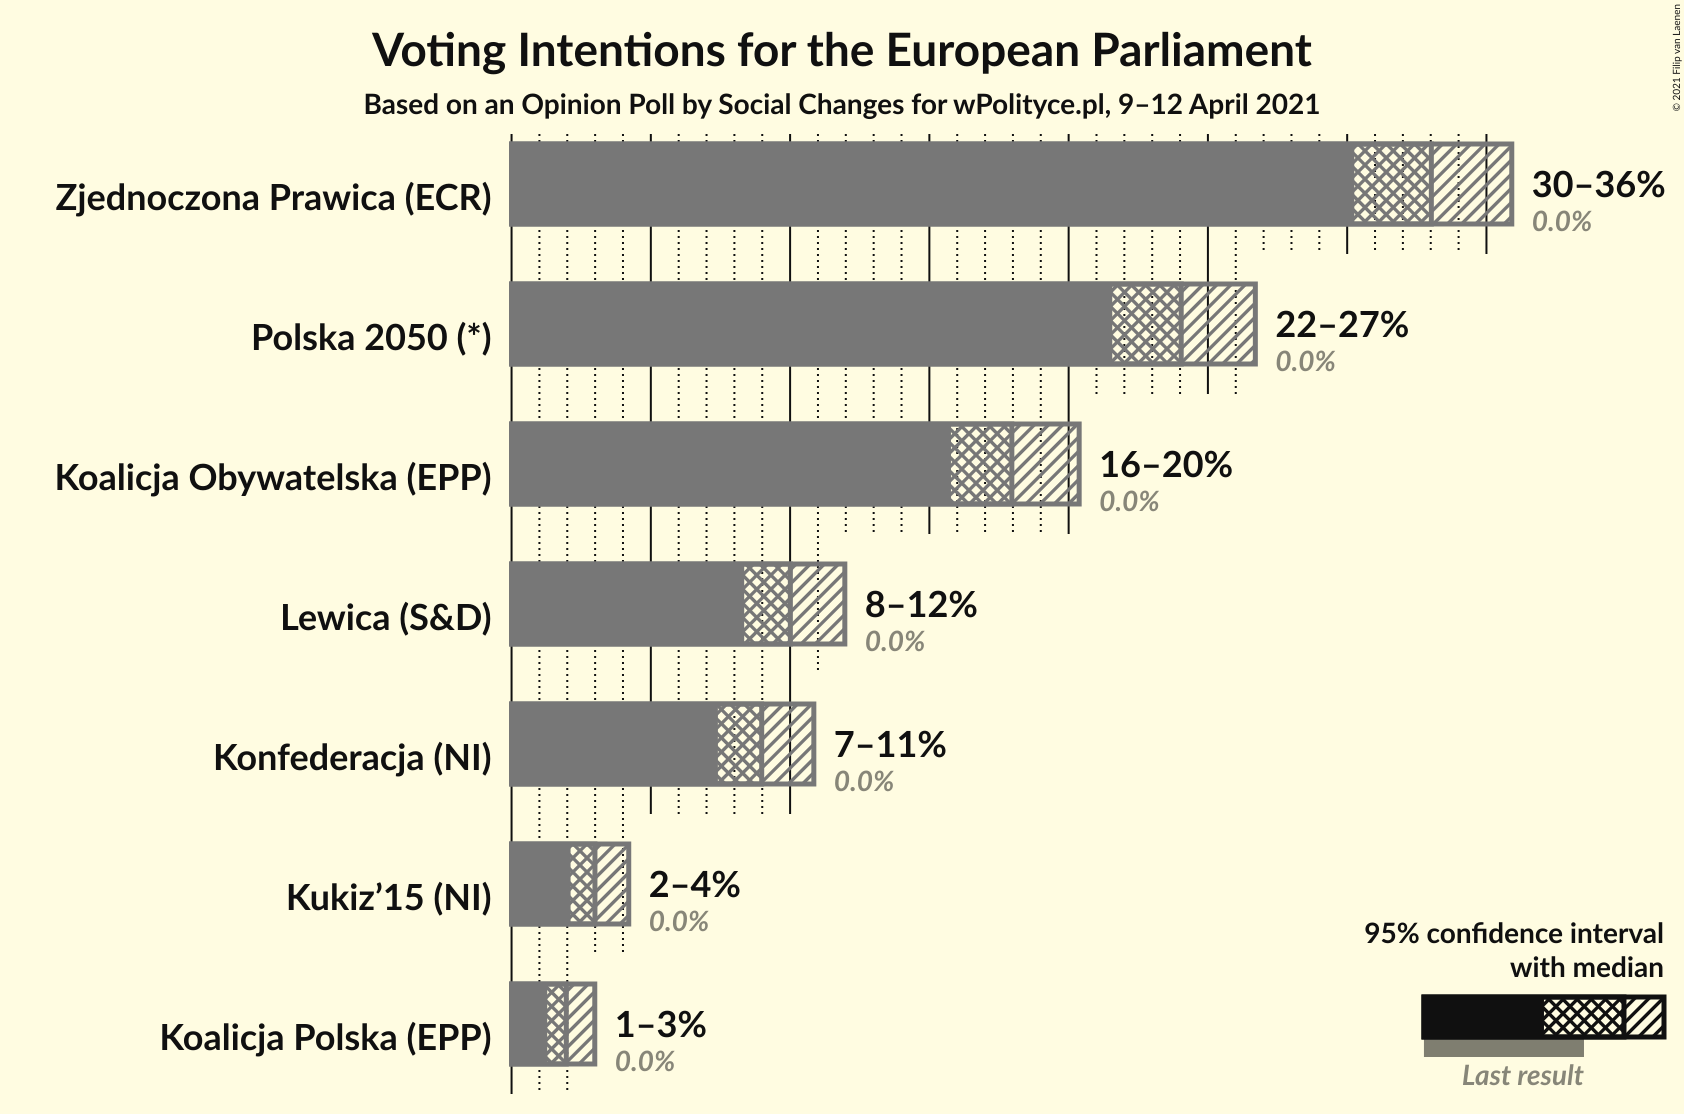 Voting Intentions for the European Parliament
Based on an Opinion Poll by Social Changes for wPolityce.pl, 9–12 April 2021
© 2021 Filip van Laenen
Zjednoczona Prawica (ECR)
30–36%
0.0%
Polska 2050 (*)
22–27%
0.0%
Koalicja Obywatelska (EPP)
16–20%
0.0%
Lewica (S&D)
8–12%
0.0%
Konfederacja (NI)
7–11%
0.0%
Kukiz’15 (NI)
2–4%
0.0%
Koalicja Polska (EPP)
1–3%
0.0%
95% confidence interval
with median
Last result